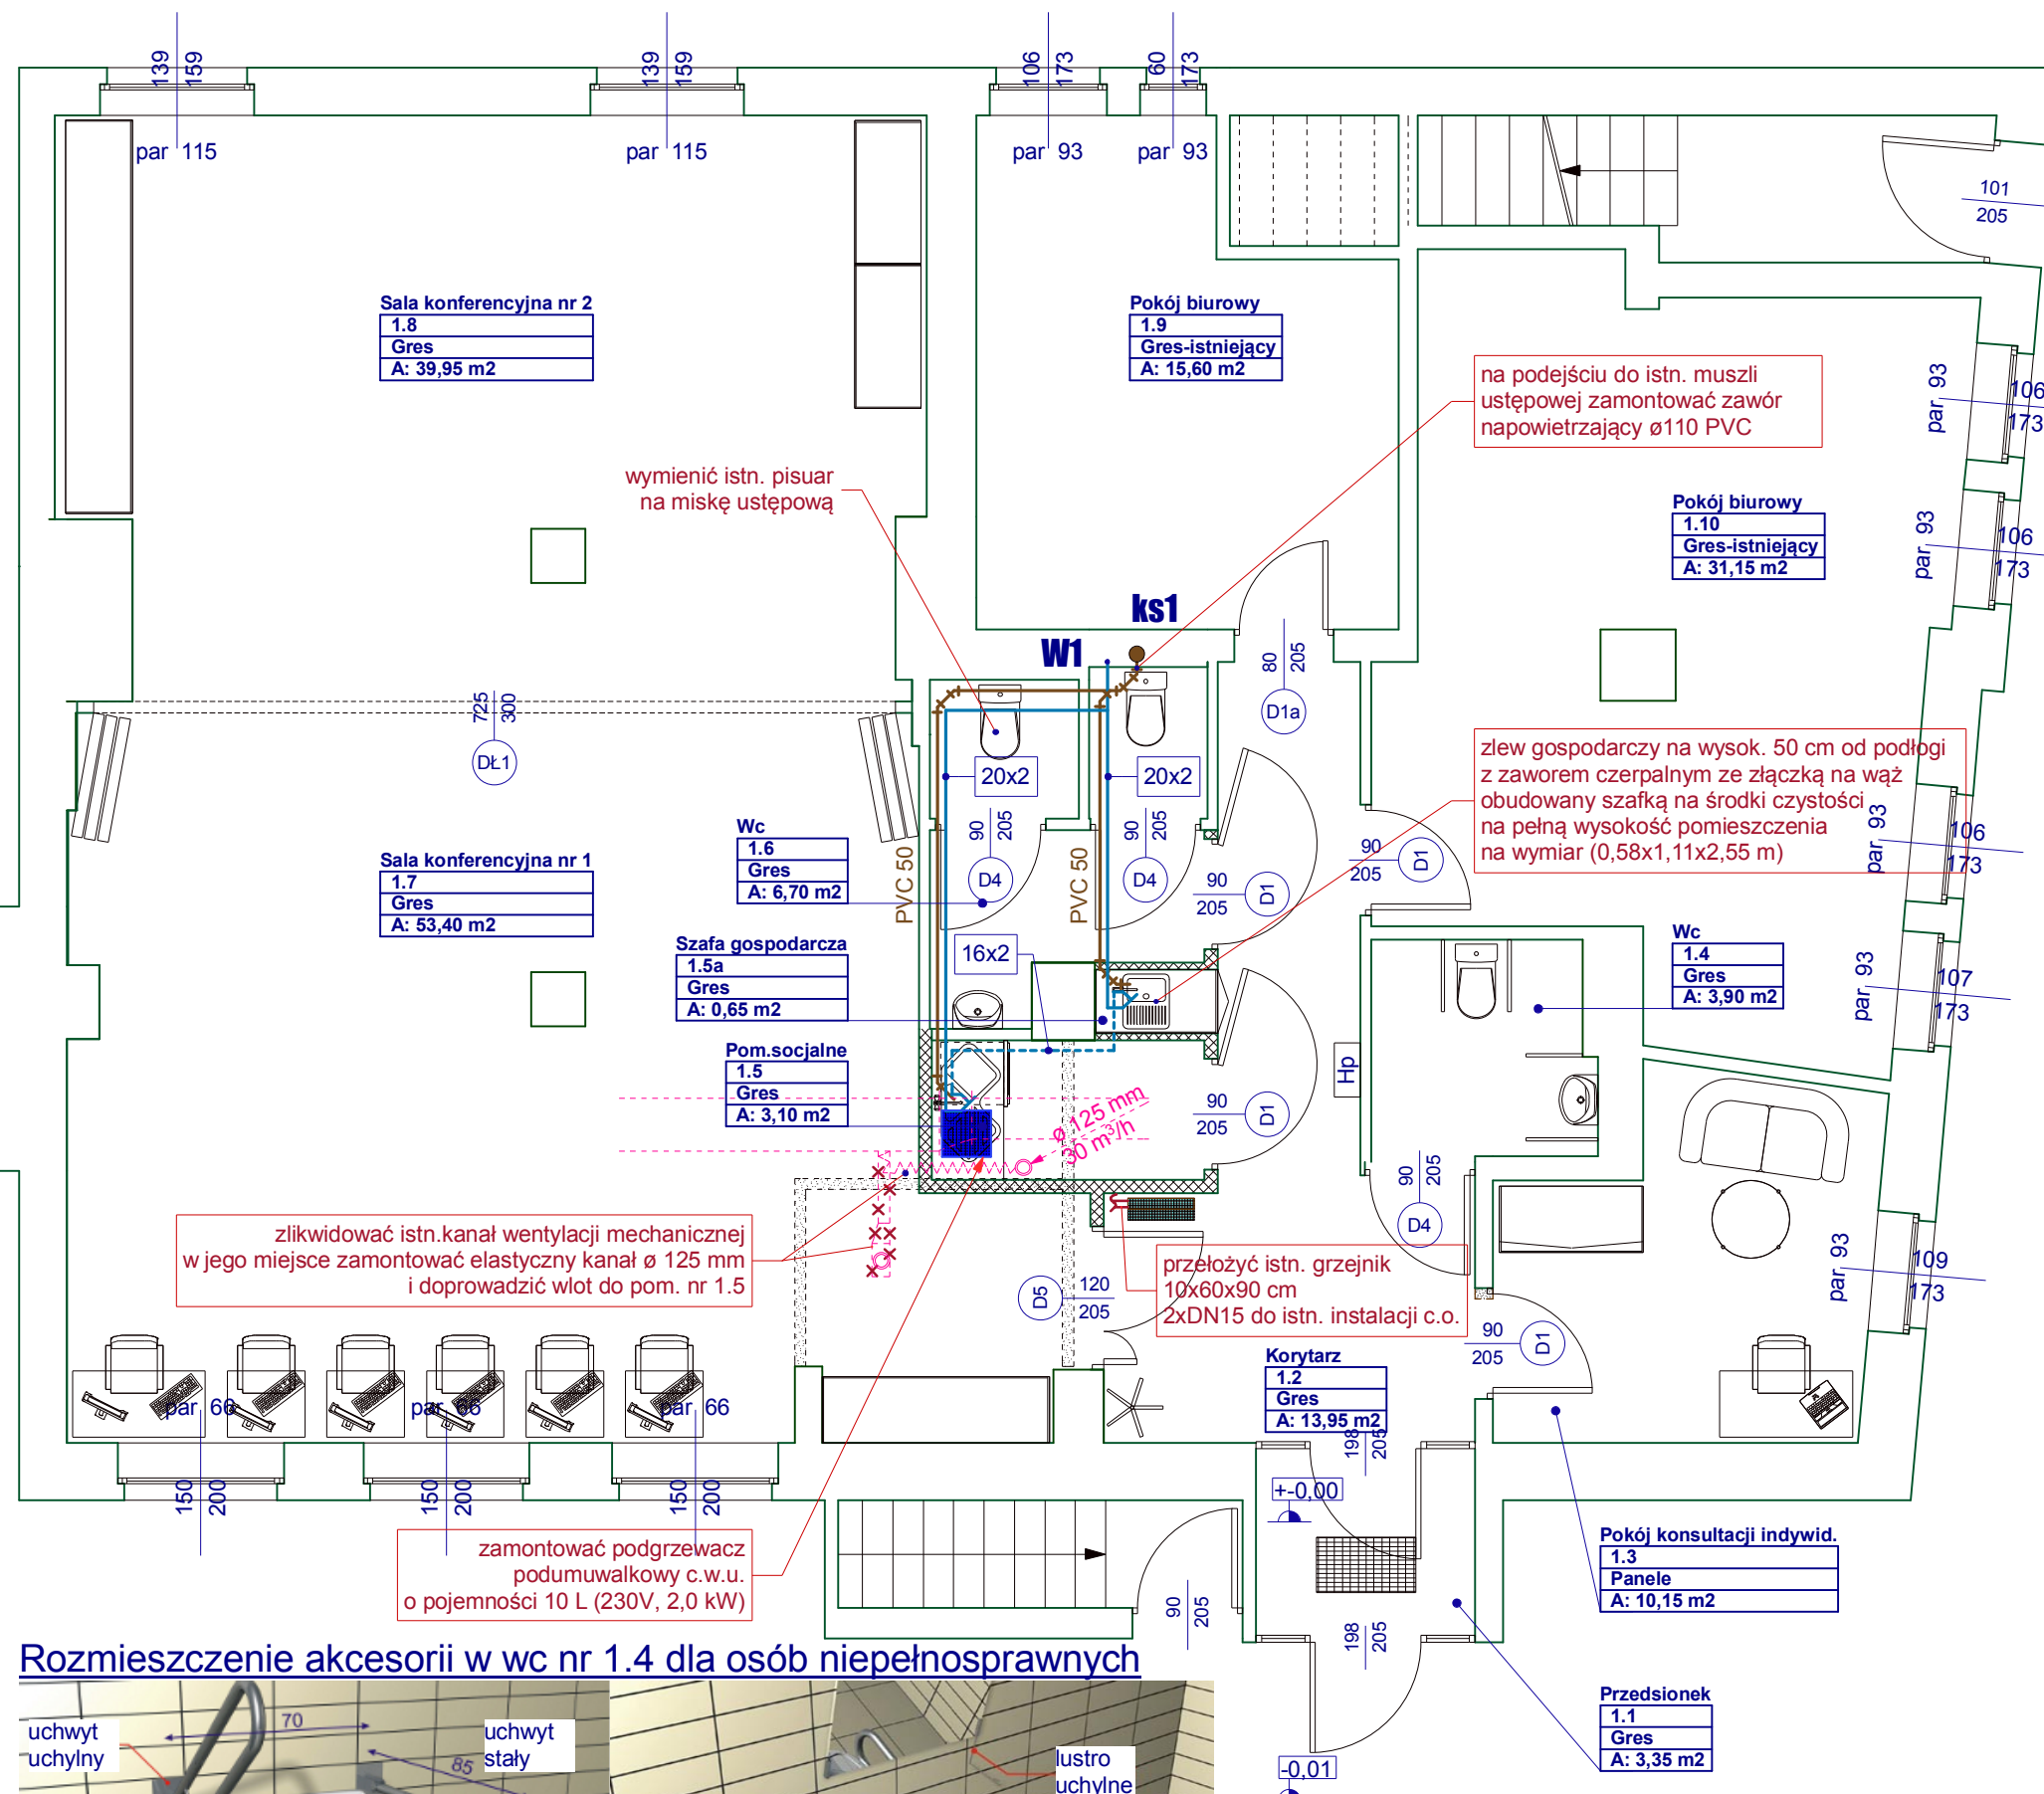 139
159
139
159
106
173
60
173
par 115
par 115
par 93
par 93
101
205
Sala konferencyjna nr 2
1.8
Gres
A: 39,95 m2
Pokój biurowy
1.9
Gres-istniejący
A: 15,60 m2
na podejściu do istn. muszli
ustępowej zamontować zawór
napowietrzający ø110 PVC
par 93
106
173
wymienić istn. pisuar
na miskę ustępową
Pokój biurowy
1.10
Gres-istniejący
A: 31,15 m2
par 93
106
173
ks1
W1
80
205
D1a
725
300
DŁ1
20x2
20x2
zlew gospodarczy na wysok. 50 cm od podłogi
z zaworem czerpalnym ze złączką na wąż
obudowany szafką na środki czystości
na pełną wysokość pomieszczenia
na wymiar (0,58x1,11x2,55 m)
par 93
106
173
Wc
1.6
Gres
A: 6,70 m2
90
205
D4
90
205
D4
PVC 50
PVC 50
90
205
D1
90
205
D1
Sala konferencyjna nr 1
1.7
Gres
A: 53,40 m2
Szafa gospodarcza
1.5a
Gres
A: 0,65 m2
16x2
Wc
1.4
Gres
A: 3,90 m2
par 93
107
173
Pom.socjalne
1.5
Gres
A: 3,10 m2
Hp
90
205
D1
ø 125 mm
30 m³/h
90
205
D4
zlikwidować istn.kanał wentylacji mechanicznej
w jego miejsce zamontować elastyczny kanał ø 125 mm
i doprowadzić wlot do pom. nr 1.5
przełożyć istn. grzejnik
10x60x90 cm
2xDN15 do istn. instalacji c.o.
D5
120
205
par 93
109
173
90
205
D1
Korytarz
1.2
Gres
A: 13,95 m2
par 66
par 66
par 66
198
205
150
200
150
200
150
200
+-0,00
zamontować podgrzewacz
podumuwalkowy c.w.u.
o pojemności 10 L (230V, 2,0 kW)
Pokój konsultacji indywid.
1.3
Panele
A: 10,15 m2
90
205
198
205
Rozmieszczenie akcesorii w wc nr 1.4 dla osób niepełnosprawnych
Przedsionek
1.1
Gres
A: 3,35 m2
uchwyt
uchylny
70
uchwyt
stały
85
lustro
uchylne
-0,01